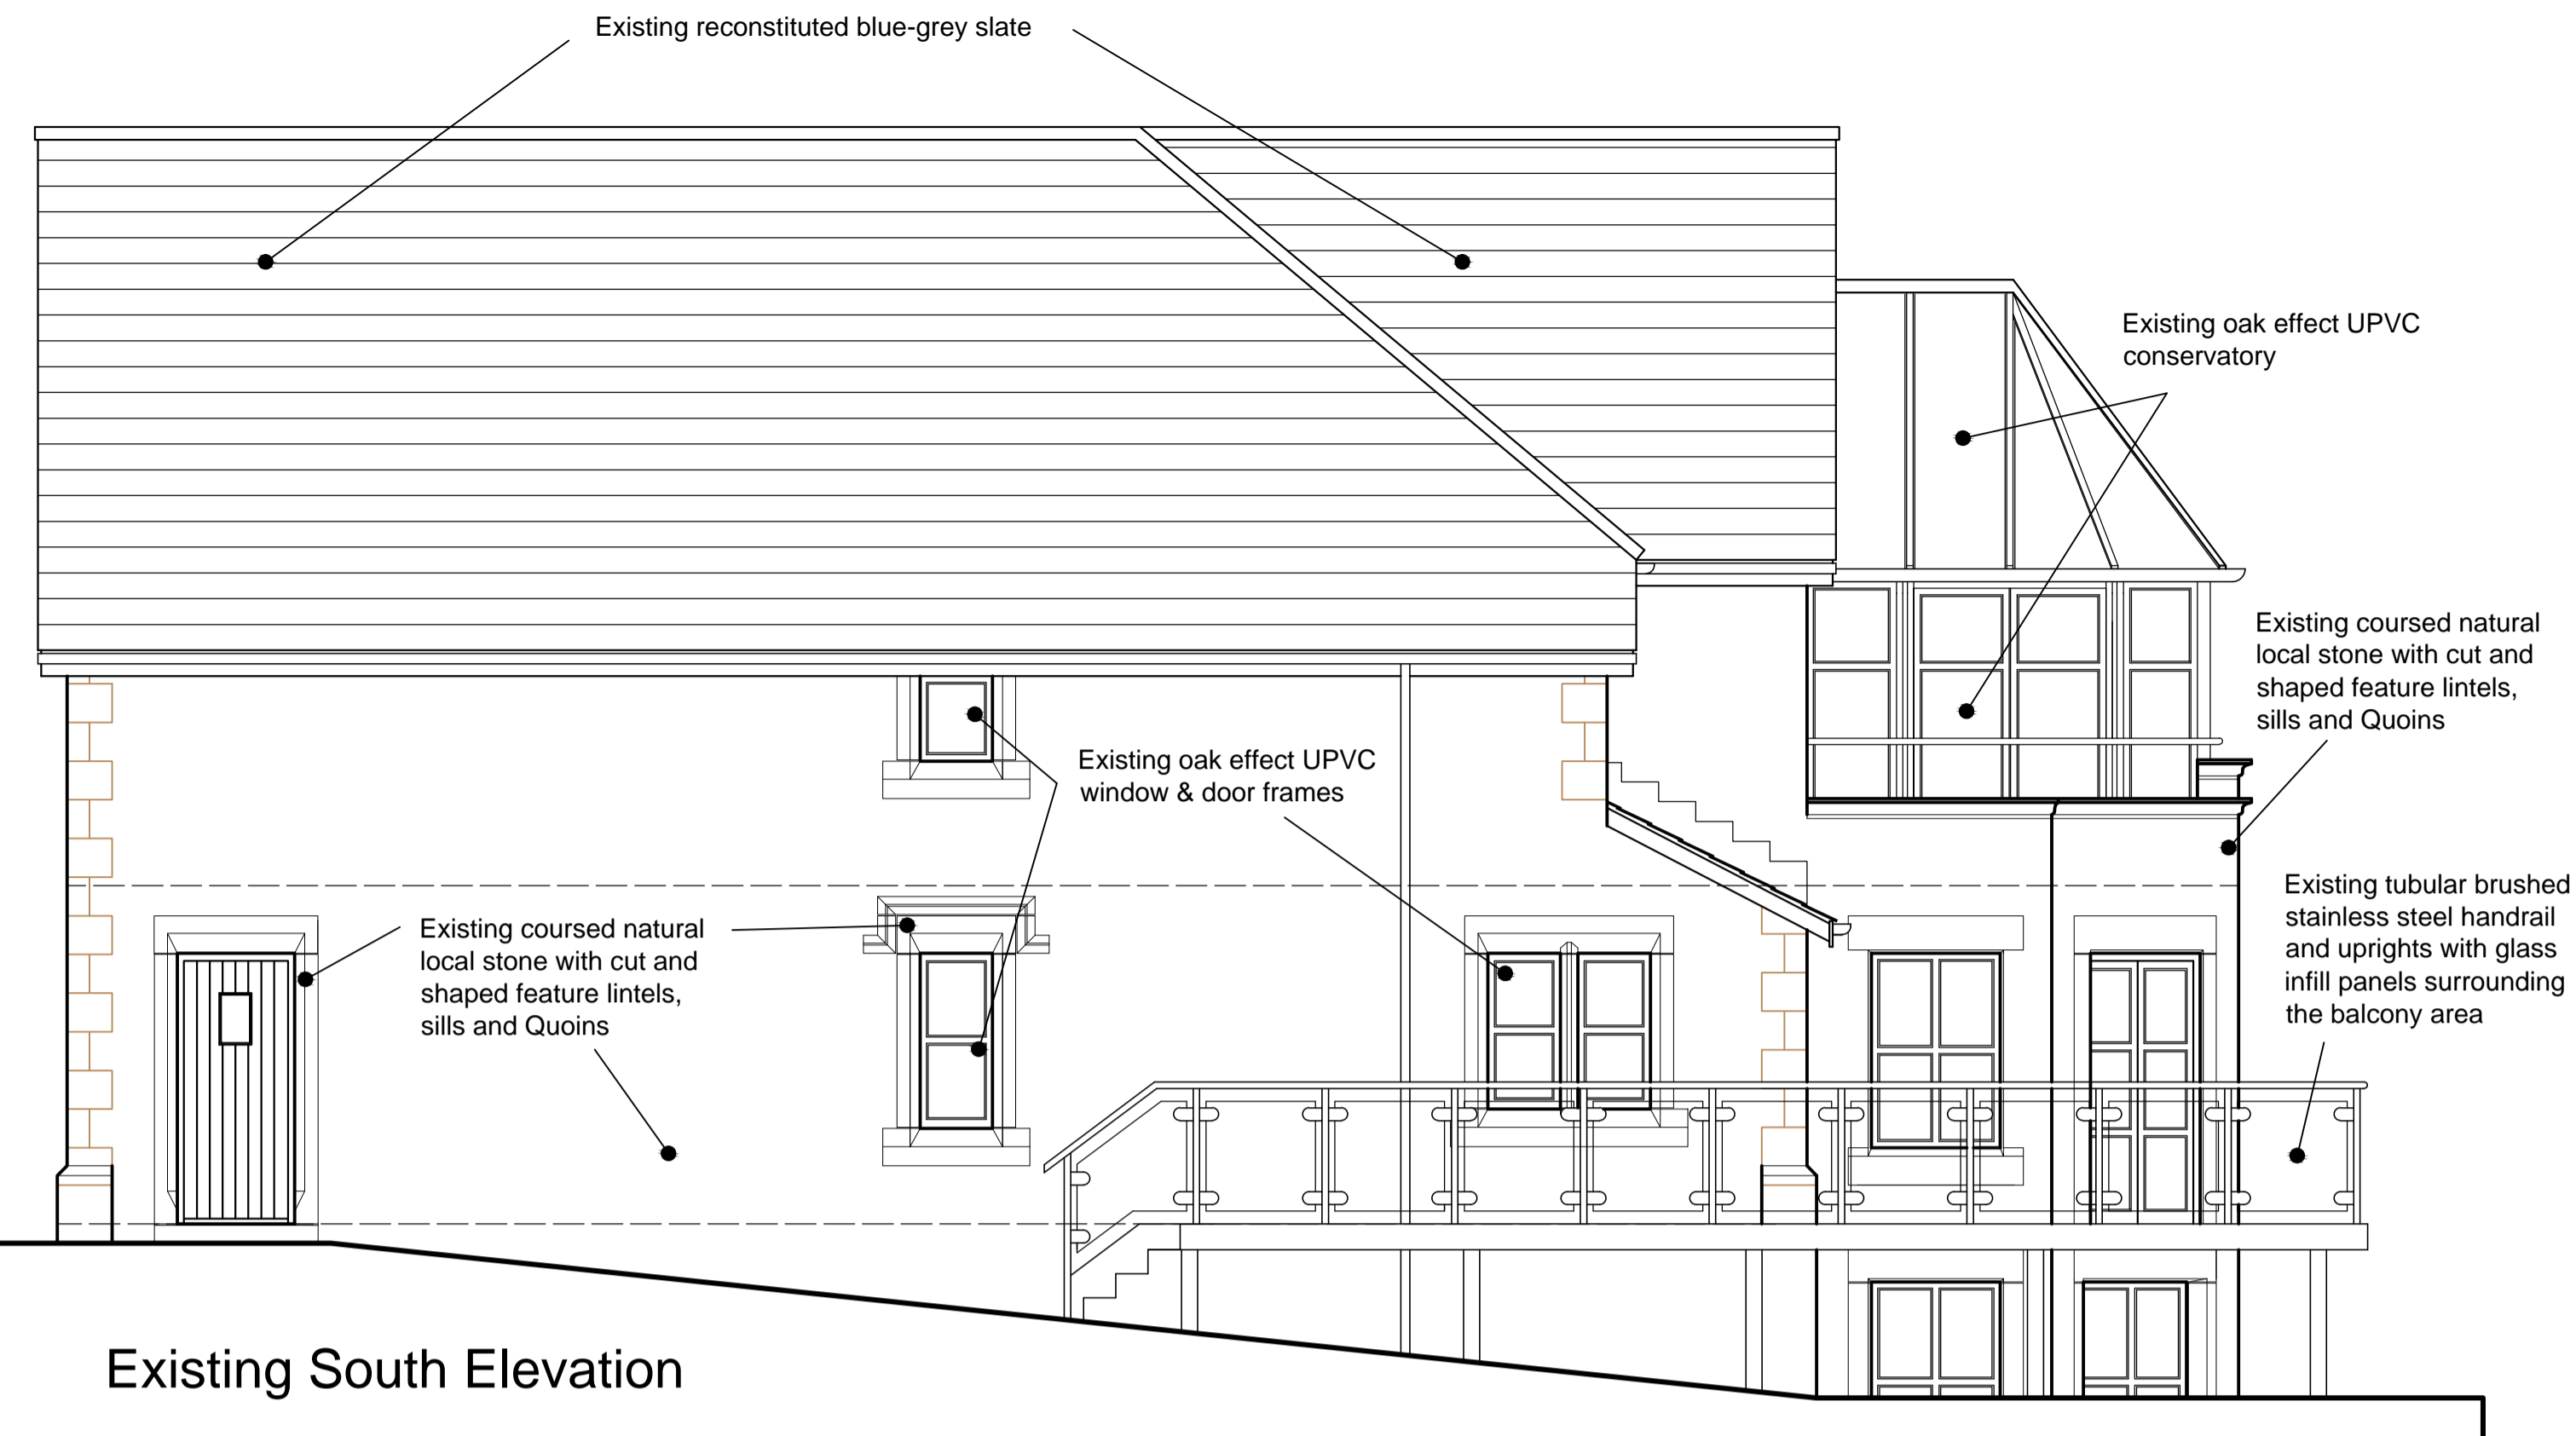 Existing reconstituted blue-grey slate
Existing oak effect UPVC
conservatory
Existing coursed natural
local stone with cut and
shaped feature lintels,
sills and Quoins
Existing oak effect UPVC
window & door frames
Existing tubular brushed
stainless steel handrail
and uprights with glass
infill panels surrounding
the balcony area
Existing coursed natural
local stone with cut and
shaped feature lintels,
sills and Quoins
Existing South Elevation